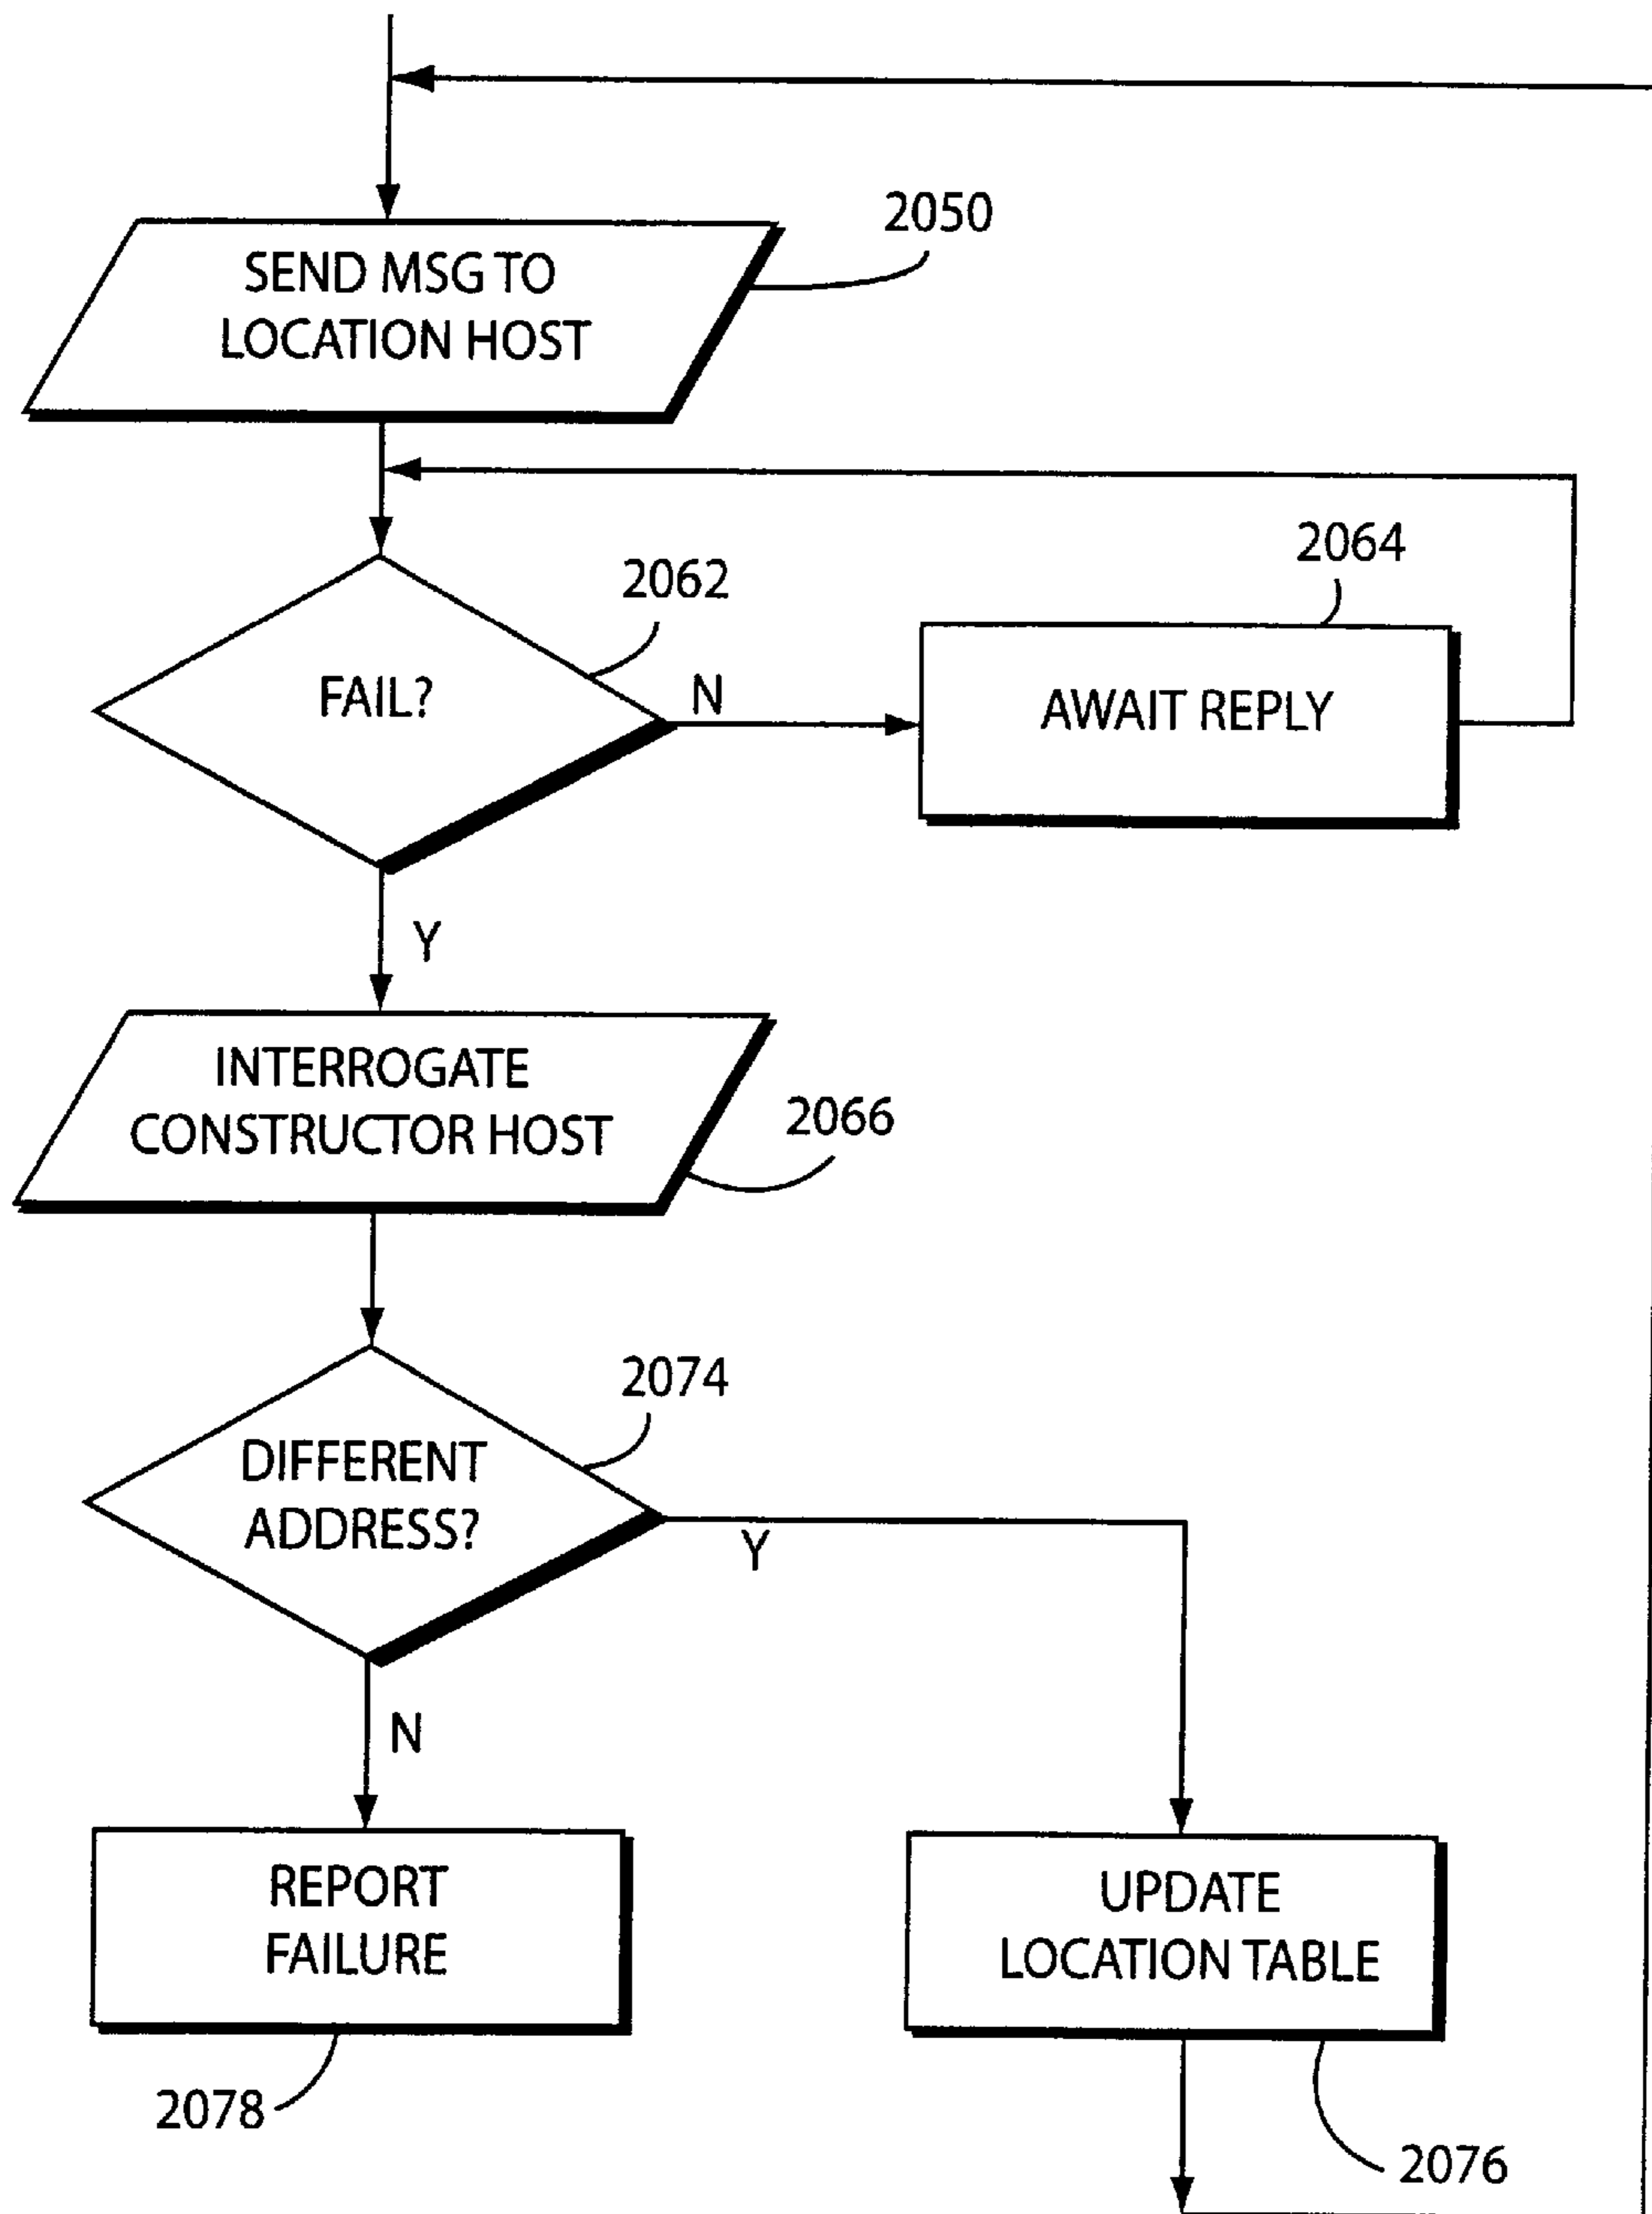 2050
SEND MSG TO
LOCATION HOST
2064
2062
FAIL?
N
AWAIT REPLY
Y
INTERROGATE
CONSTRUCTOR HOST
2066
2074
DIFFERENT
ADDRESS?
Y
N
REPORT
FAILURE
UPDATE
LOCATION TABLE
2078
2076